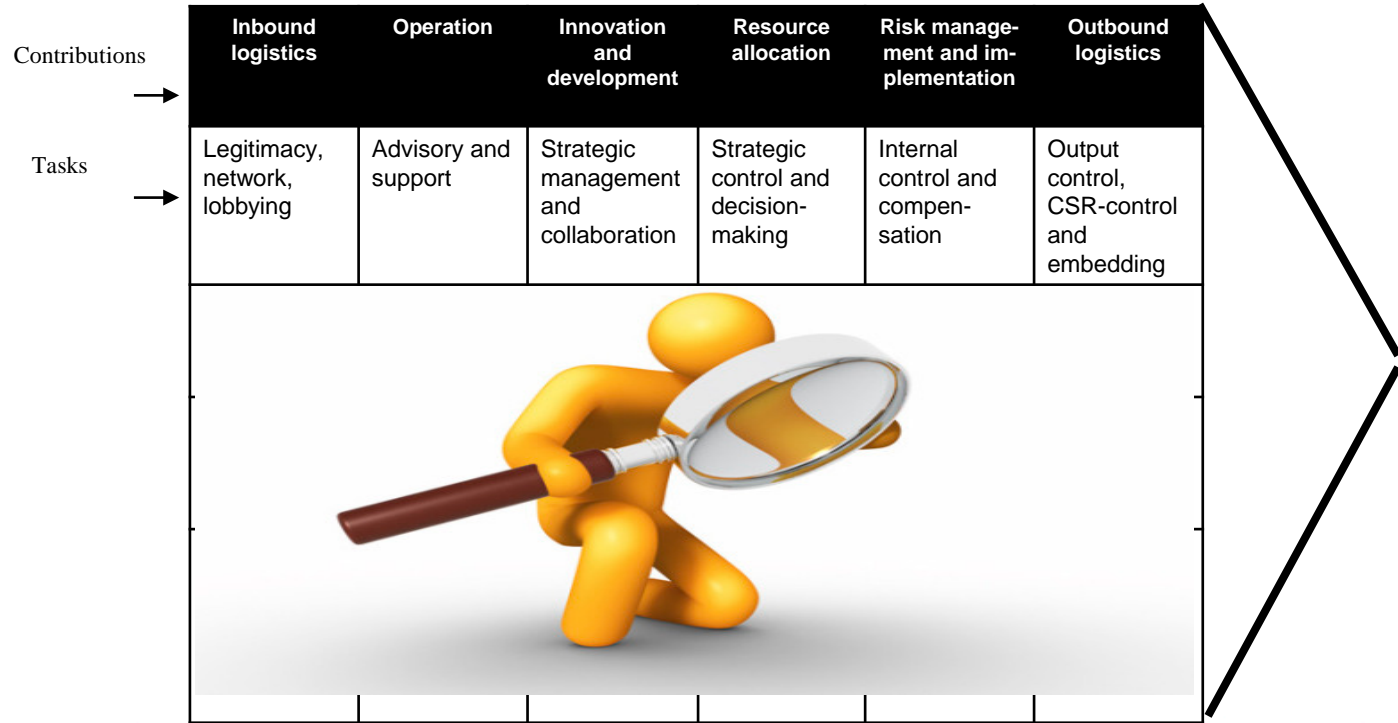 Contributions
Inbound
logistics
Operation
Innovation
and
development
Resource
allocation
Risk manage-
ment and im-
plementation
Outbound
logistics
Tasks
Legitimacy,
network,
lobbying
Advisory and
support
Strategic
management
and
collaboration
Strategic
control and
decision-
making
Internal
control and
compen-
sation
Output
control,
CSR-control
and
embedding